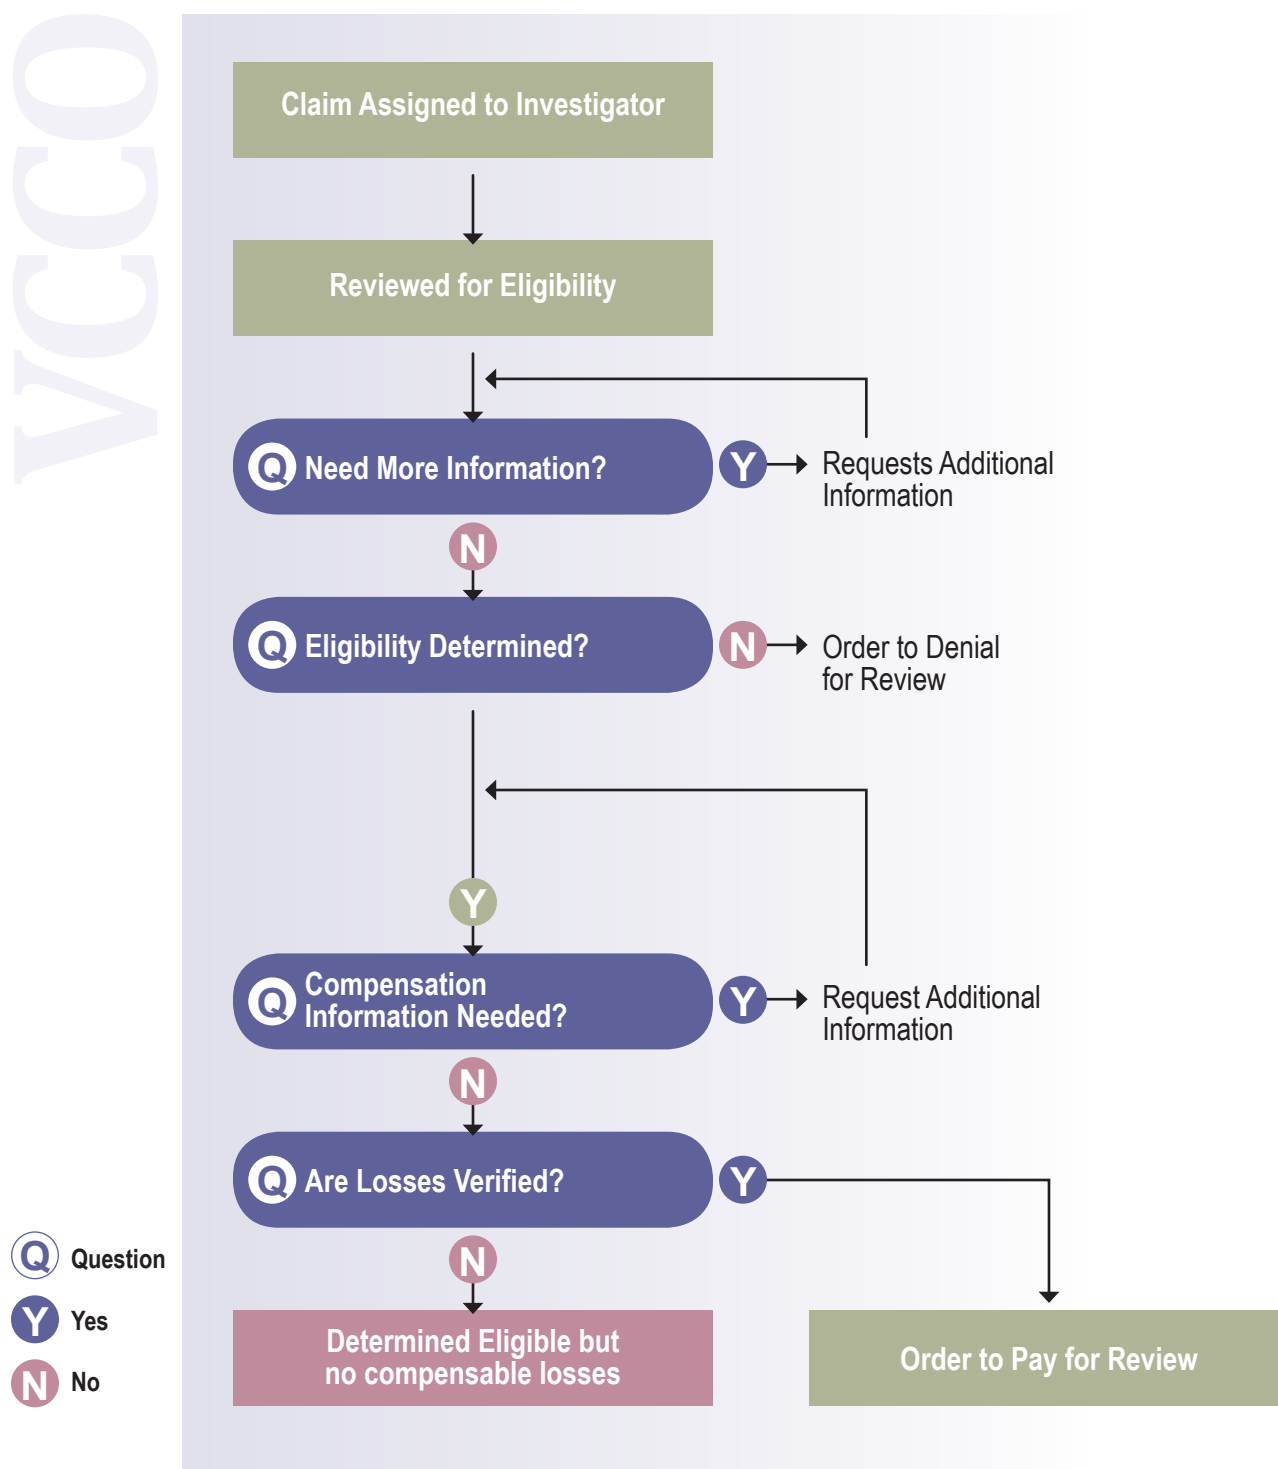 VCCO
Claim Assigned to Investigator
Reviewed for Eligibility
Q Need More Information?
Y
Requests Additional
Information
N
Q Eligibility Determined?
N
Order to Denial
for Review
Y
Q Compensation
Information Needed?
Y
Request Additional
Information
N
Q Are Losses Verified?
Y
N
Determined Eligible but
no compensable losses
Order to Pay for Review
Q Question
Y Yes
N No